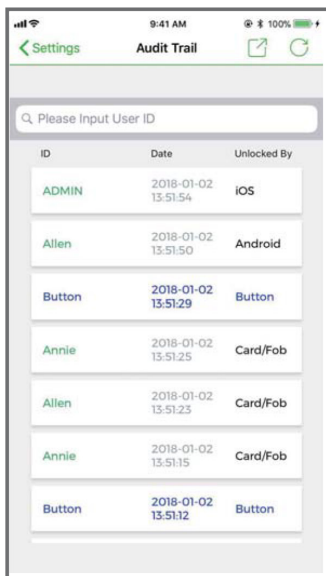 9:41 AM 100%
Settings Audit Trail
Please Input User ID
ID Date Unlocked By
ADMIN 2018-01-02 13:51:54 iOS
Allen 2018-01-02 13:51:50 Android
Button 2018-01-02 13:51:29 Button
Annie 2018-01-02 13:51:25 Card/Fob
Allen 2018-01-02 13:51:23 Card/Fob
Annie 2018-01-02 13:51:15 Card/Fob
Button 2018-01-02 13:51:12 Button